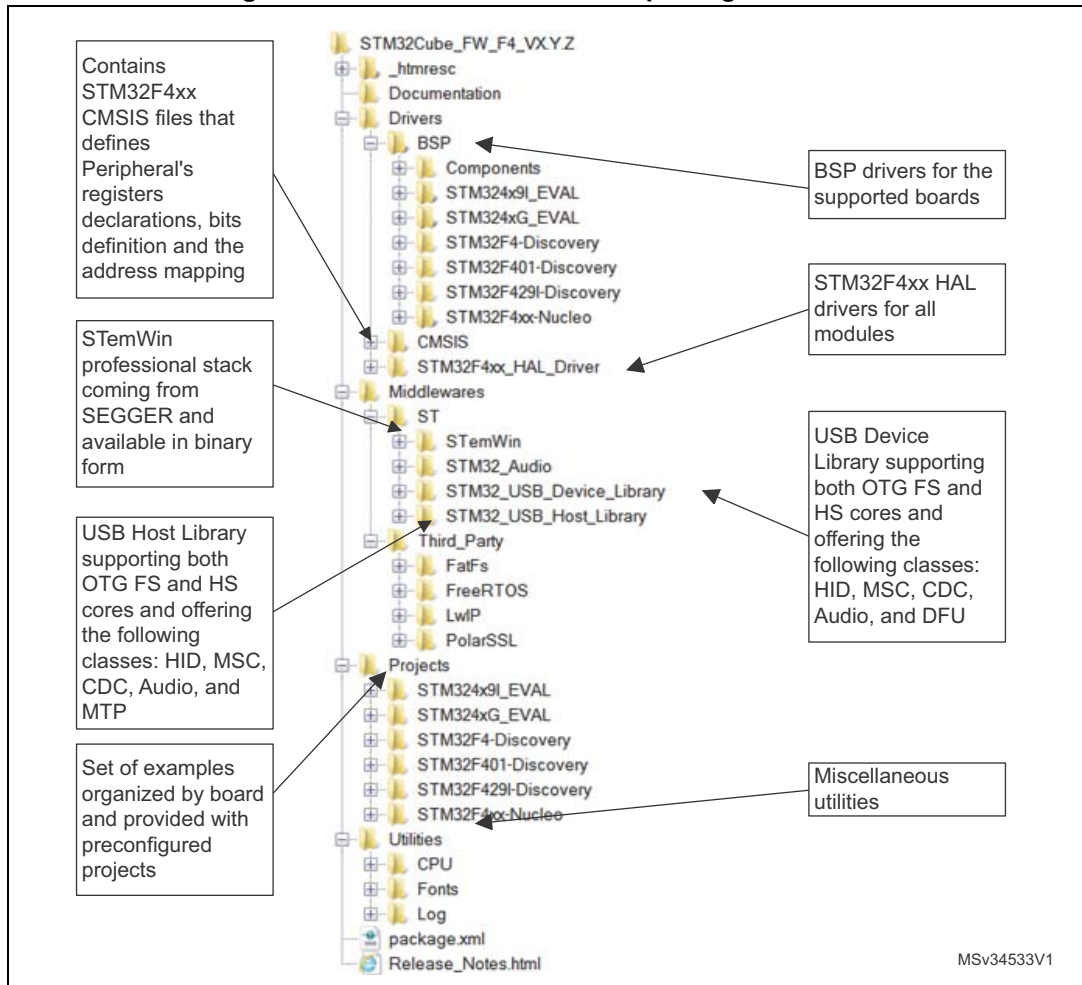 Contains
STM32F4xx
CMSIS files that
defines
Peripheral's
registers
declarations, bits
definition and the
address mapping
STemWin
professional stack
coming from
SEGGER and
available in binary
form
USB Host Library
supporting both
OTG FS and HS
cores and offering
the following
classes: HID, MSC,
CDC, Audio, and
MTP
Set of examples
organized by board
and provided with
preconfigured
projects
STM32Cube_FW_F4_VX.Y.Z
_htmresc
Documentation
Drivers
BSP
Components
STM324x9I_EVAL
STM324xG_EVAL
STM32F4-Discovery
STM32F401-Discovery
STM32F429I-Discovery
STM32F4xx-Nucleo
CMSIS
STM32F4xx_HAL_Driver
Middlewares
ST
STemWin
STM32_Audio
STM32_USB_Device_Library
STM32_USB_Host_Library
Third_Party
FatFs
FreeRTOS
LwIP
PolarSSL
Projects
STM324x9I_EVAL
STM324xG_EVAL
STM32F4-Discovery
STM32F401-Discovery
STM32F429I-Discovery
STM32F4xx-Nucleo
Utilities
CPU
Fonts
Log
package.xml
Release_Notes.html
BSP drivers for the
supported boards
STM32F4xx HAL
drivers for all
modules
USB Device
Library supporting
both OTG FS and
HS cores and
offering the
following classes:
HID, MSC, CDC,
Audio, and DFU
Miscellaneous
utilities
MSv34533V1